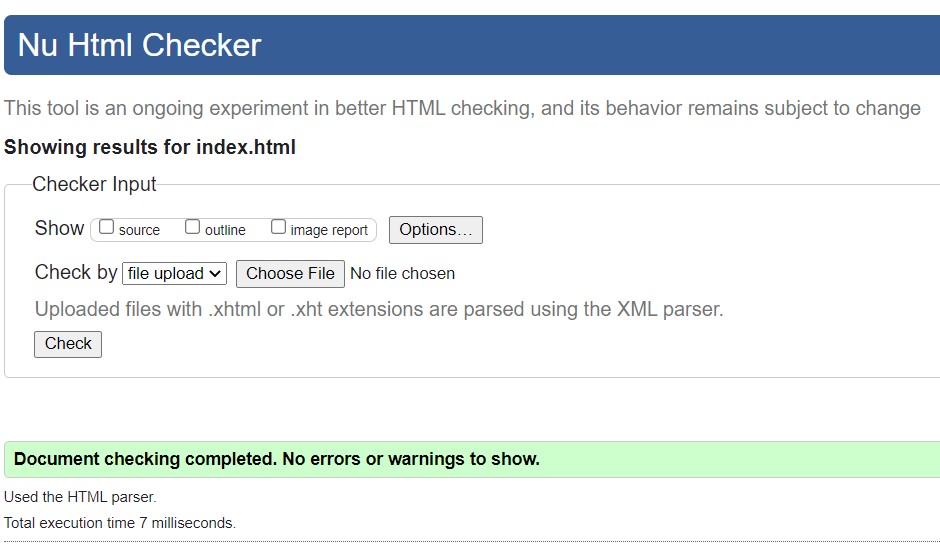 Nu Html Checker
This tool is an ongoing experiment in better HTML checking, and its behavior remains subject to change
Showing results for index.html
Checker Input
Show source outline image report Options…
Check by file upload Choose File No file chosen
Uploaded files with .xhtml or .xht extensions are parsed using the XML parser.
Check
Document checking completed. No errors or warnings to show.
Used the HTML parser.
Total execution time 7 milliseconds.